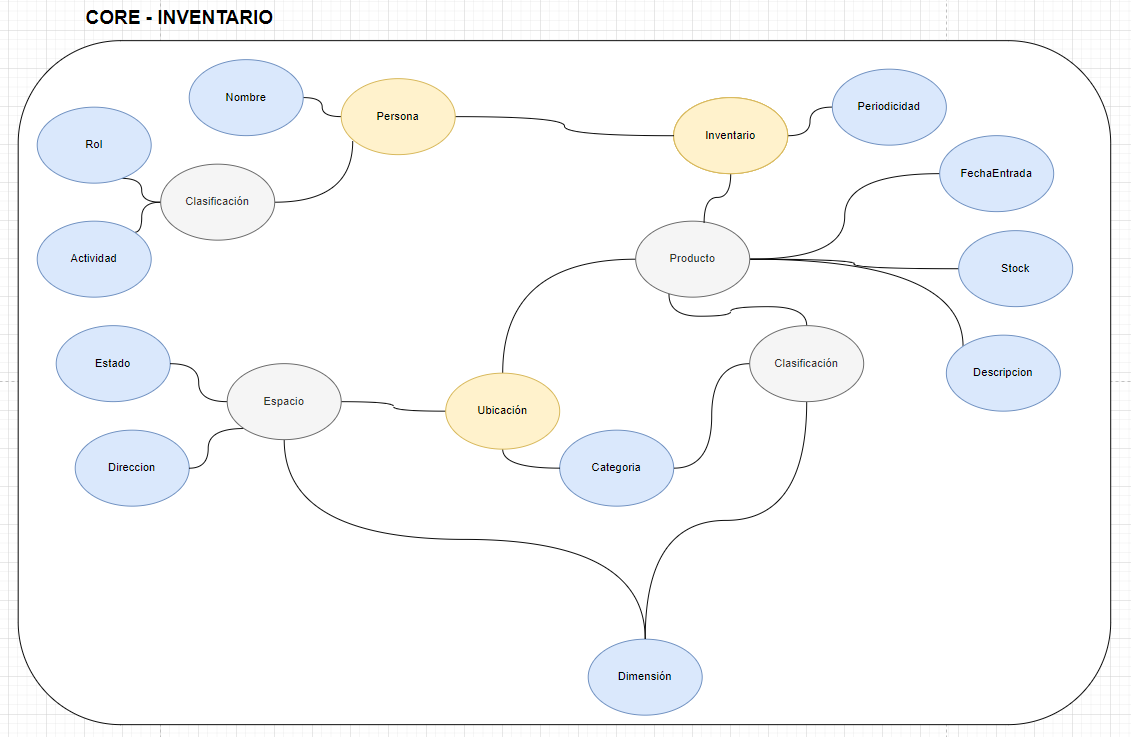 CORE - INVENTARIO
Nombre
Persona
Periodicidad
Inventario
Rol
FechaEntrada
Clasificación
Actividad
Producto
Stock
Estado
Clasificación
Descripcion
Espacio
Ubicación
Direccion
Categoria
Dimensión